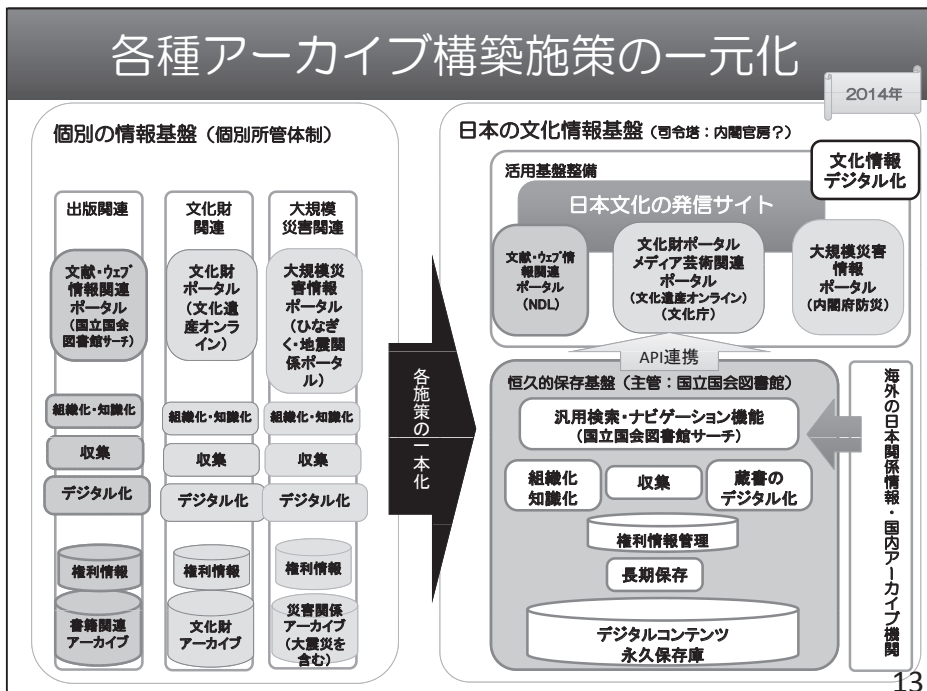 各種アーカイブ構築施策の一元化
2014年
個別の情報基盤（個別所管体制）
出版関連
文献・ウェブ
情報関連
ポータル
（国立国会
図書館サーチ）
組織化・知識化
収集
デジタル化
権利情報
書籍関連
アーカイブ
文化財
関連
文化財
ポータル
（文化遺
産オンラ
イン）
組織化・知識化
収集
デジタル化
権利情報
文化財
アーカイブ
大規模
災害関連
大規模災
害情報
ポータル
（ひなぎ
く・地震関
係ポータ
ル）
組織化・知識化
収集
デジタル化
権利情報
災害関係
アーカイブ
（大震災を
含む）
各施策の一本化
日本の文化情報基盤（司令塔：内閣官房？）
文化情報
デジタル化
活用基盤整備
日本文化の発信サイト
文献・ウェブ情
報関連
ポータル
（NDL）
文化財ポータル
メディア芸術関連
ポータル
（文化遺産オンライン）
（文化庁）
大規模災害
情報
ポータル
（内閣府防災）
API連携
恒久的保存基盤（主管：国立国会図書館）
汎用検索・ナビゲーション機能
（国立国会図書館サーチ）
組織化
知識化
収集
蔵書の
デジタル化
権利情報管理
長期保存
デジタルコンテンツ
永久保存庫
海外の日本関係情報・国内アーカイブ機関
13